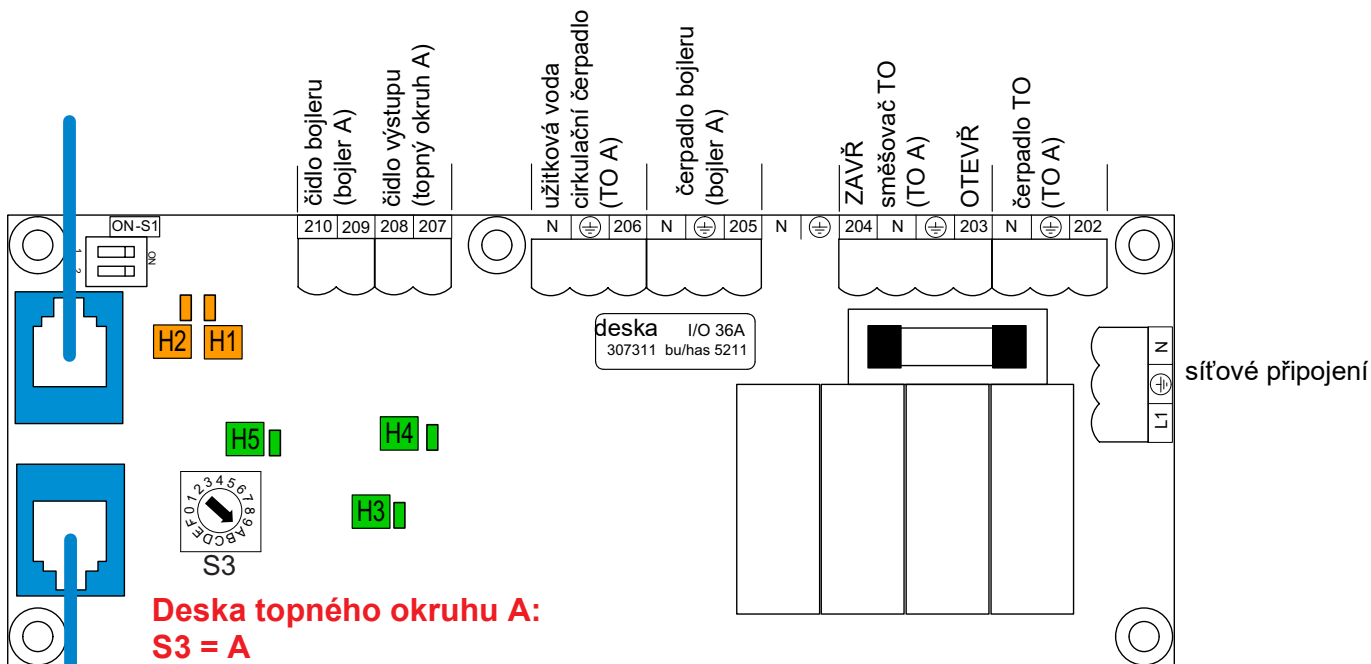 čidlo bojleru
(bojler A)
čidlo výstupu
(topný okruh A)
užitková voda
cirkulační čerpadlo
(TO A)
čerpadlo bojleru
(bojler A)
ZAVŘ
směšovač TO
(TO A)
OTEVŘ
čerpadlo TO
(TO A)
ON-S1
1
2
ON
210 209 208 207
N 206 N 205 N 204 N 203 N 202
H2 H1
deska I/O 36A
307311 bu/has 5211
N
L1
síťové připojení
H5
H4
H3
0123456789ABCDEF
S3
Deska topného okruhu A:
S3 = A